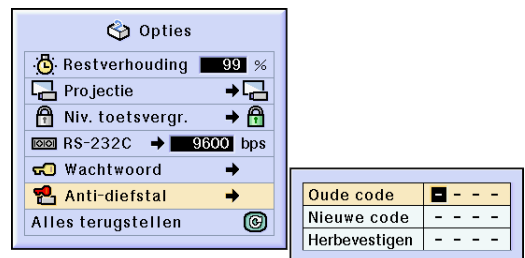 Opties
Restverhouding 99 %
Projectie
Niv. toetsvergr.
RS-232C 9600 bps
Wachtwoord
Anti-diefstal
Alles terugstellen
Oude code - - - -
Nieuwe code - - - -
Herbevestigen - - - -